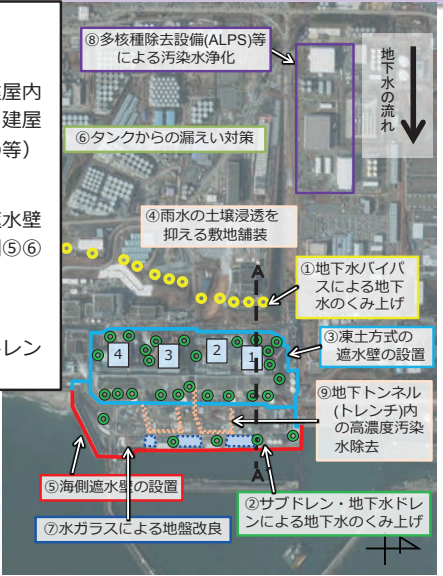 屋内
建屋
等)
水壁
⑤⑥
レン
⑧多核種除去設備(ALPS)等
による汚染水浄化
地下水の流れ
⑥タンクからの漏えい対策
④雨水の土壌浸透を
抑える敷地舗装
A
①地下水バイパ
スによる地下
水のくみ上げ
③凍土方式の
遮水壁の設置
4
3
2
1
⑨地下トンネル
(トレンチ)内
の高濃度汚染
水除去
A
⑤海側遮水壁の設置
②サブドレン・地下水ドレ
ンによる地下水のくみ上げ
⑦水ガラスによる地盤改良